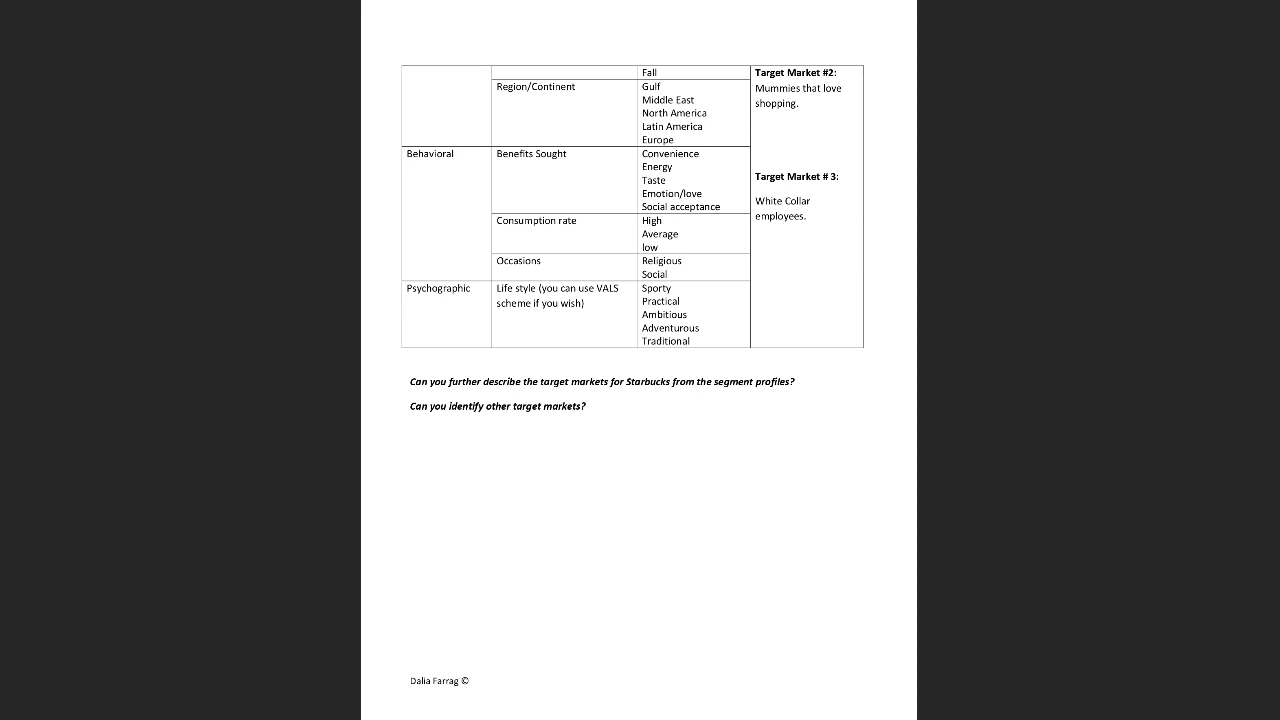 Fall
Target Market #2:
Mummies that love
shopping.
Region/Continent
Gulf
Middle East
North America
Latin America
Europe
Behavioral
Benefits Sought
Convenience
Energy
Taste
Emotion/love
Social acceptance
Target Market # 3:
White Collar
employees.
Consumption rate
High
Average
low
Occasions
Religious
Social
Psychographic
Life style (you can use VALS
scheme if you wish)
Sporty
Practical
Ambitious
Adventurous
Traditional
Can you further describe the target markets for Starbucks from the segment profiles?
Can you identify other target markets?
Dalia Farrag ©